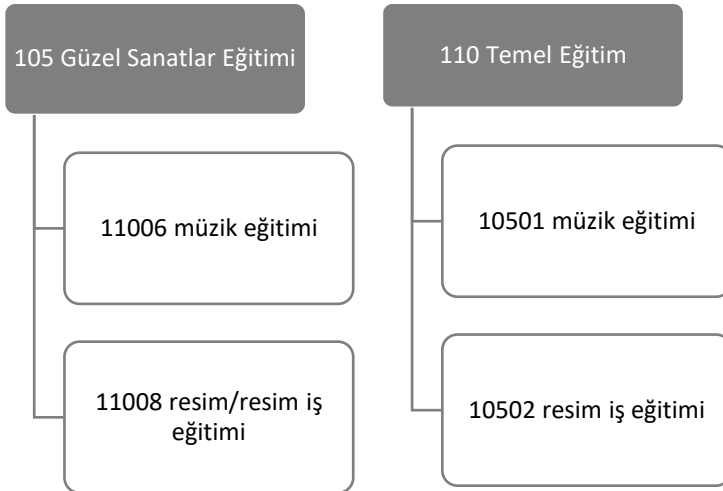 105 Güzel Sanatlar Eğitimi
11006 müzik eğitimi
11008 resim/resim iş
eğitimi
110 Temel Eğitim
10501 müzik eğitimi
10502 resim iş eğitimi